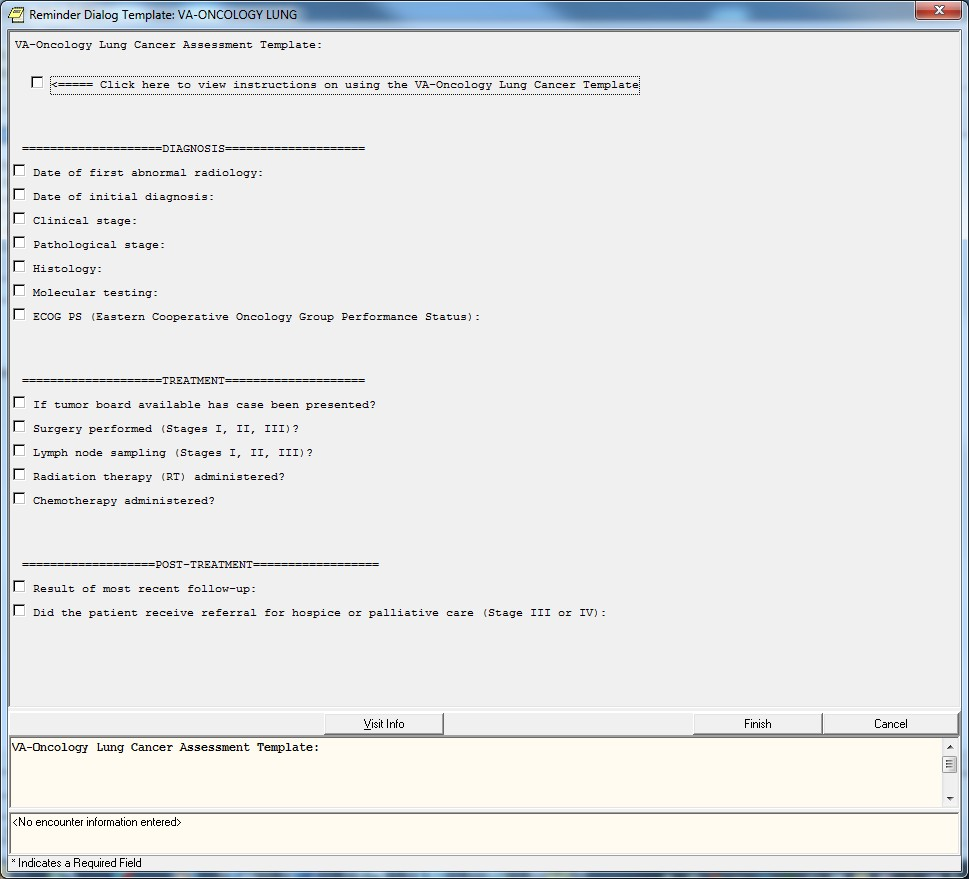 Reminder Dialog Template: VA-ONCOLOGY LUNG
VA-Oncology Lung Cancer Assessment Template:
<===== Click here to view instructions on using the VA-Oncology Lung Cancer Template
====================DIAGNOSIS====================
Date of first abnormal radiology:
Date of initial diagnosis:
Clinical stage:
Pathological stage:
Histology:
Molecular testing:
ECOG PS (Eastern Cooperative Oncology Group Performance Status):
====================TREATMENT====================
If tumor board available has case been presented?
Surgery performed (Stages I, II, III)?
Lymph node sampling (Stages I, II, III)?
Radiation therapy (RT) administered?
Chemotherapy administered?
===================POST-TREATMENT==================
Result of most recent follow-up:
Did the patient receive referral for hospice or palliative care (Stage III or IV):
Visit Info Finish Cancel
VA-Oncology Lung Cancer Assessment Template:
<No encounter information entered>
* Indicates a Required Field